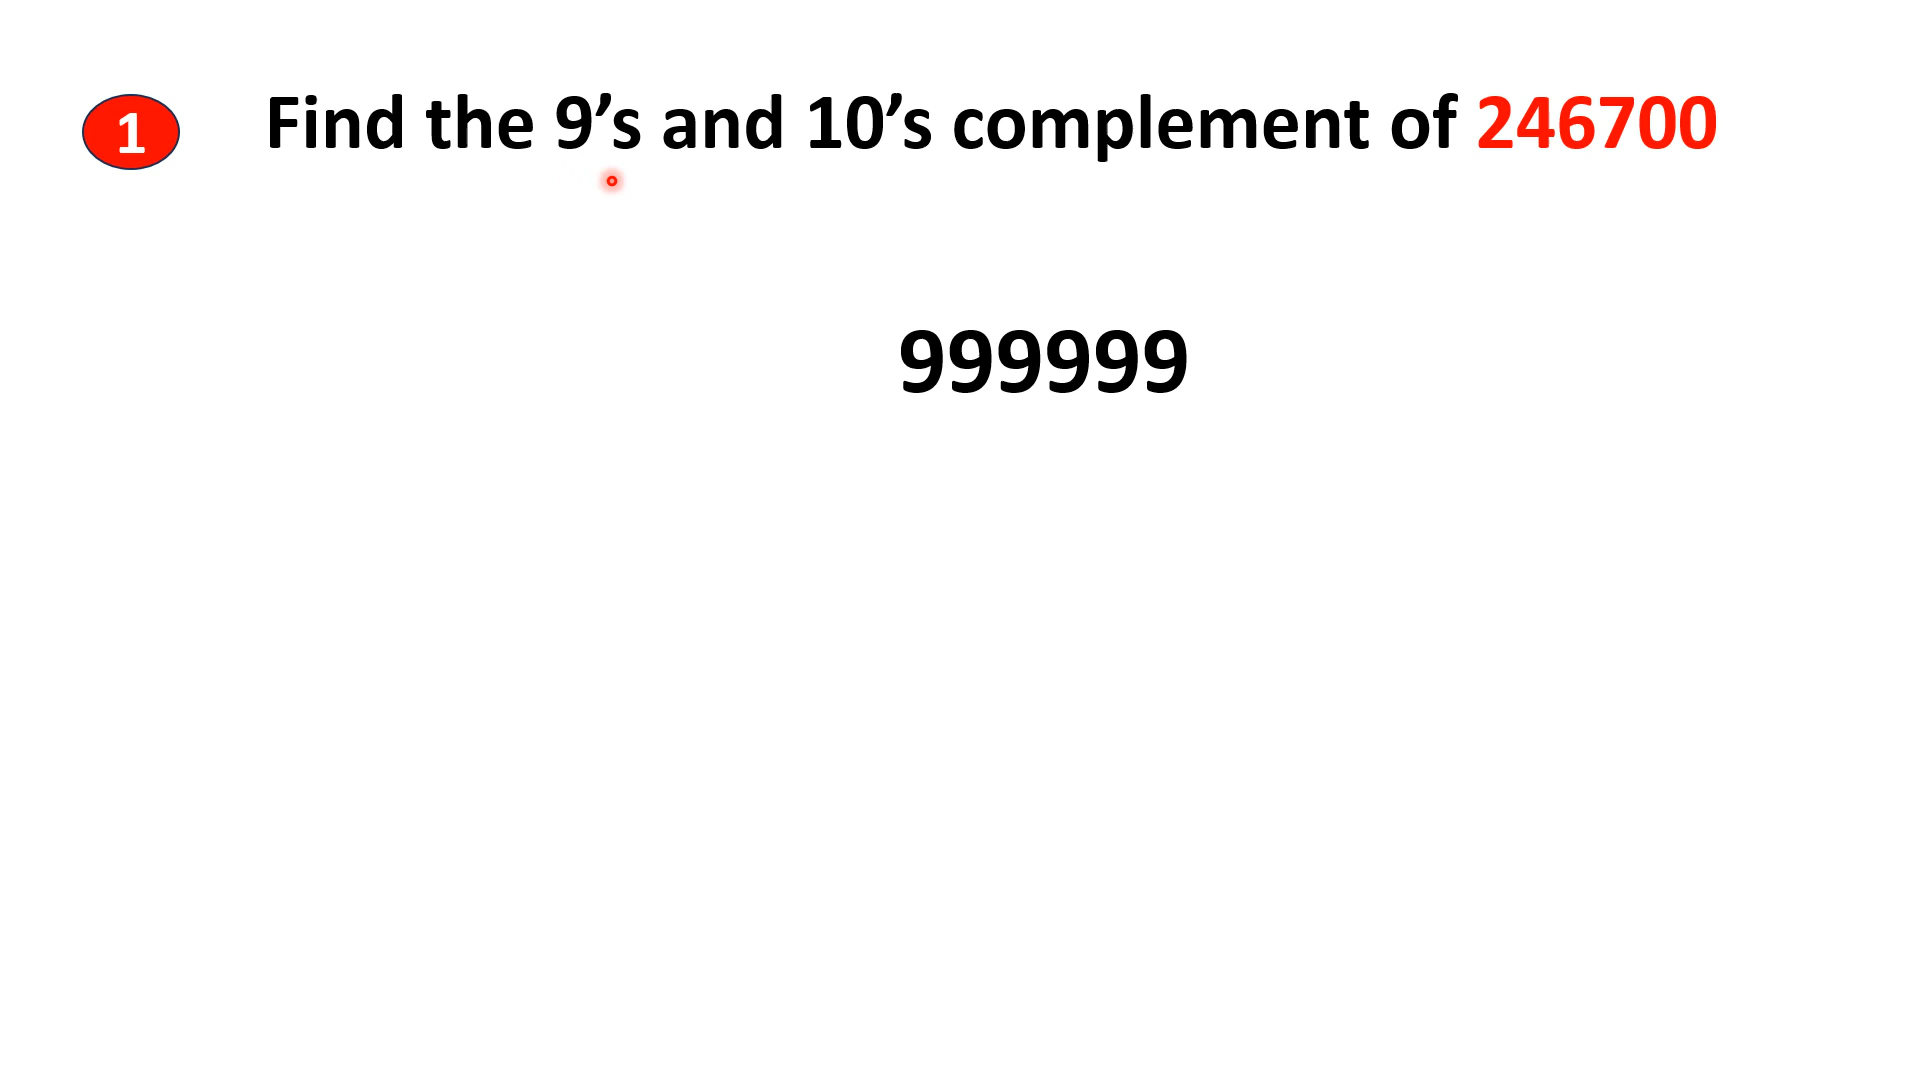 1 Find the 9’s and 10’s complement of 246700
999999